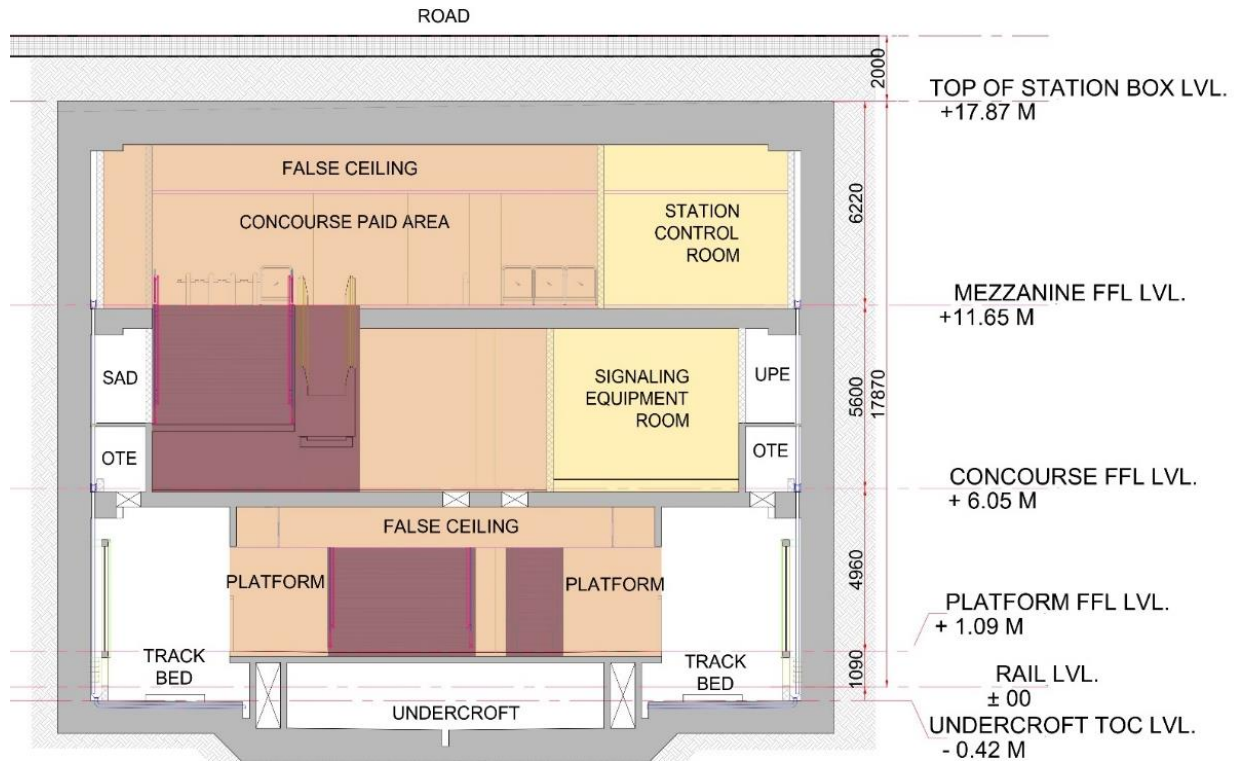 ROAD
2000
TOP OF STATION BOX LVL.
+17.87 M
FALSE CEILING
CONCOURSE PAID AREA
STATION
CONTROL
ROOM
6220
MEZZANINE FFL LVL.
+11.65 M
SAD
SIGNALING
EQUIPMENT
ROOM
UPE
5600
17870
OTE
OTE
CONCOURSE FFL LVL.
+ 6.05 M
FALSE CEILING
PLATFORM
PLATFORM
4960
PLATFORM FFL LVL.
+ 1.09 M
TRACK
BED
TRACK
BED
1090
RAIL LVL.
± 00
UNDERCROFT
UNDERCROFT TOC LVL.
- 0.42 M